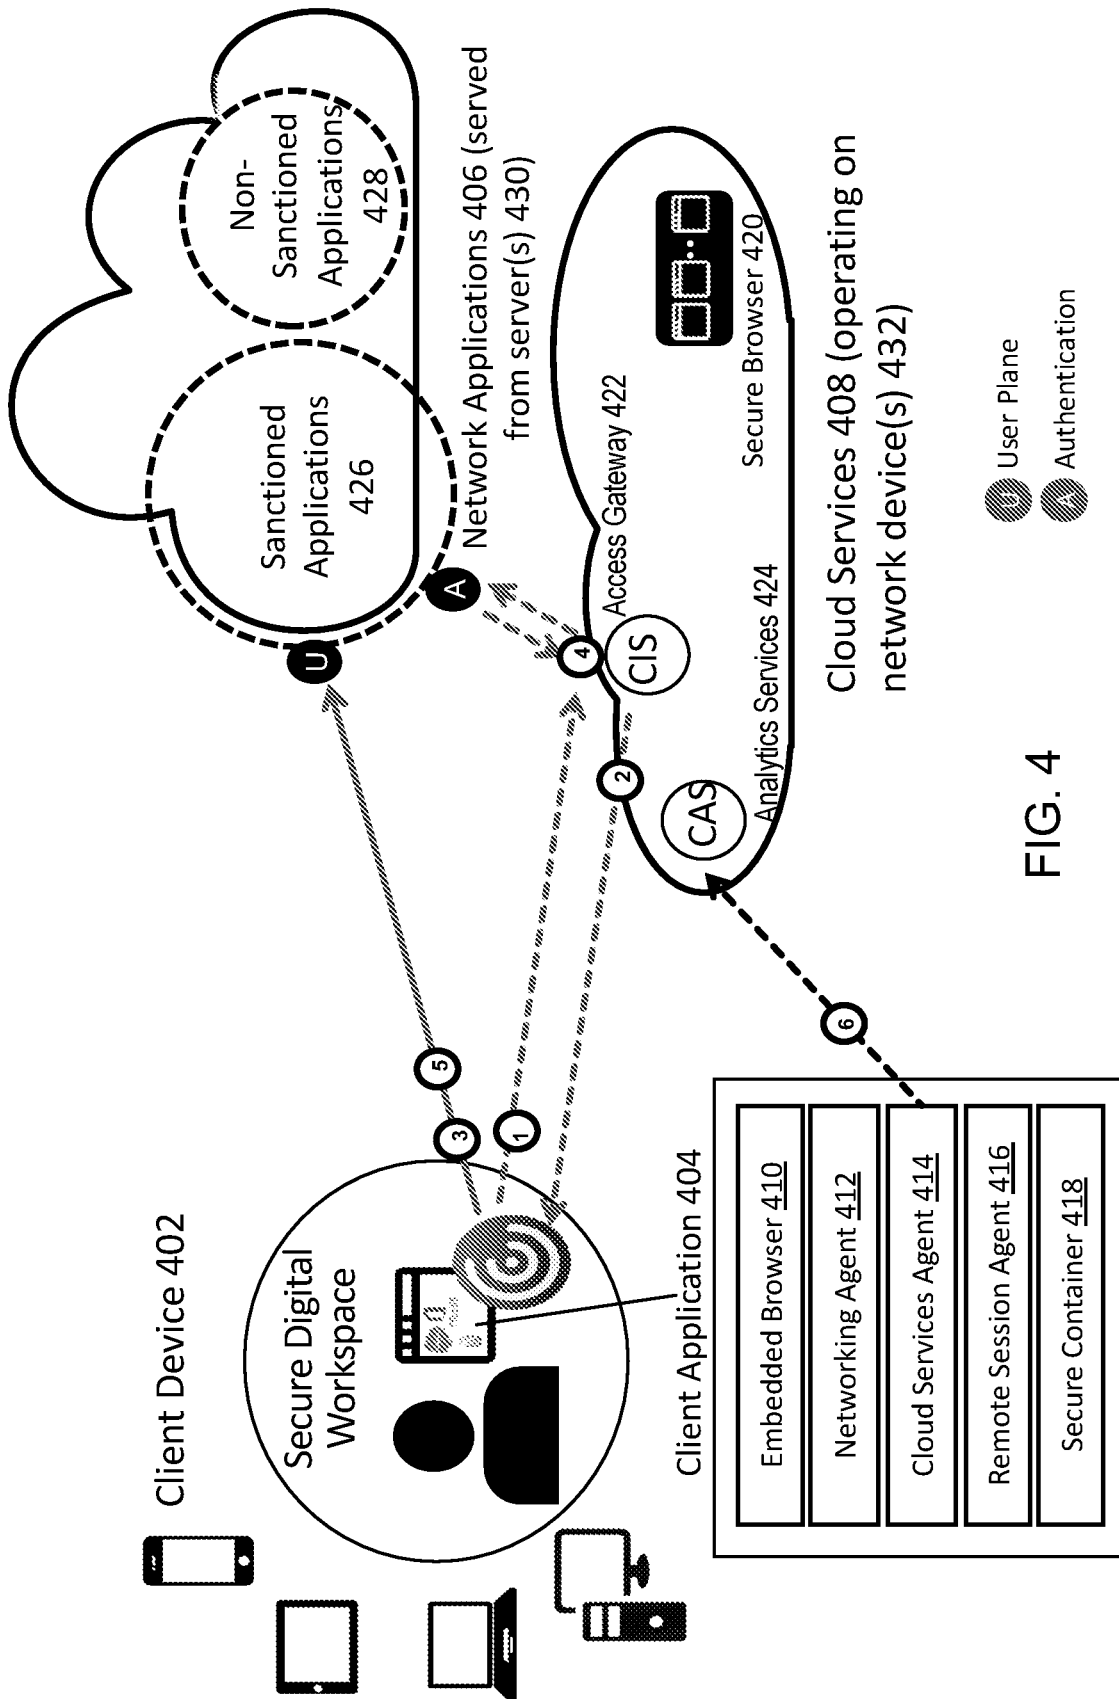 Client Device 402
Secure Digital
Workspace
Client Application 404
Embedded Browser 410
Networking Agent 412
Cloud Services Agent 414
Remote Session Agent 416
Secure Container 418
3
5
1
2
4
6
U
A
Sanctioned
Applications
426
Non-
Sanctioned
Applications
428
Network Applications 406 (served
from server(s) 430)
Access Gateway 422
CIS
CAS
Analytics Services 424
Secure Browser 420
Cloud Services 408 (operating on
network device(s) 432)
User Plane
A Authentication
FIG. 4